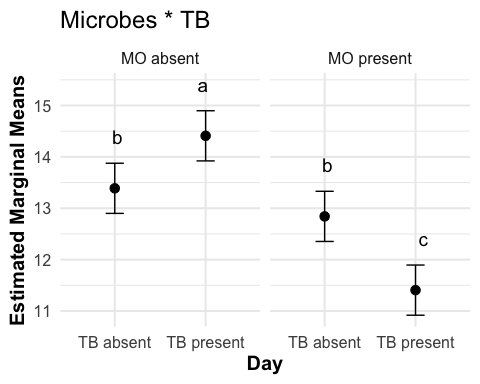 Microbes * TB
MO absent
MO present
Estimated Marginal Means
15
14
13
12
11
b
a
b
c
TB absent
TB present
TB absent
TB present
Day